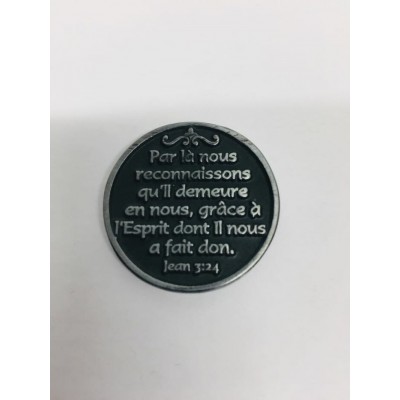 Par là nous
reconnaissons
qu'Il demeure
en nous, grâce à
l'Esprit dont Il nous
a fait don.
Jean 3:24